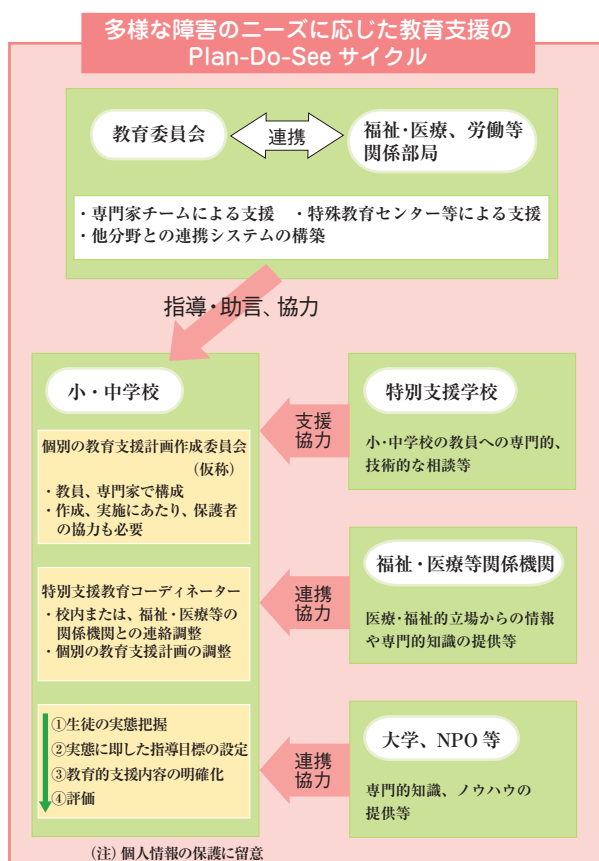 多様な障害のニーズに応じた教育支援の
Plan-Do-See サイクル
教育委員会
連携
福祉・医療、労働等
関係部局
・専門家チームによる支援　・特殊教育センター等による支援
・他分野との連携システムの構築
指導・助言、協力
小・中学校
個別の教育支援計画作成委員会
（仮称）
・教員、専門家で構成
・作成、実施にあたり、保護者
の協力も必要
特別支援教育コーディネーター
・校内または、福祉・医療等の
関係機関との連絡調整
・個別の教育支援計画の調整
①生徒の実態把握
②実態に即した指導目標の設定
③教育的支援内容の明確化
④評価
支援
協力
特別支援学校
小・中学校の教員への専門的、
技術的な相談等
連携
協力
福祉・医療等関係機関
医療・福祉的立場からの情報
や専門的知識の提供等
連携
協力
大学、NPO 等
専門的知識、ノウハウの
提供等
（注）個人情報の保護に留意